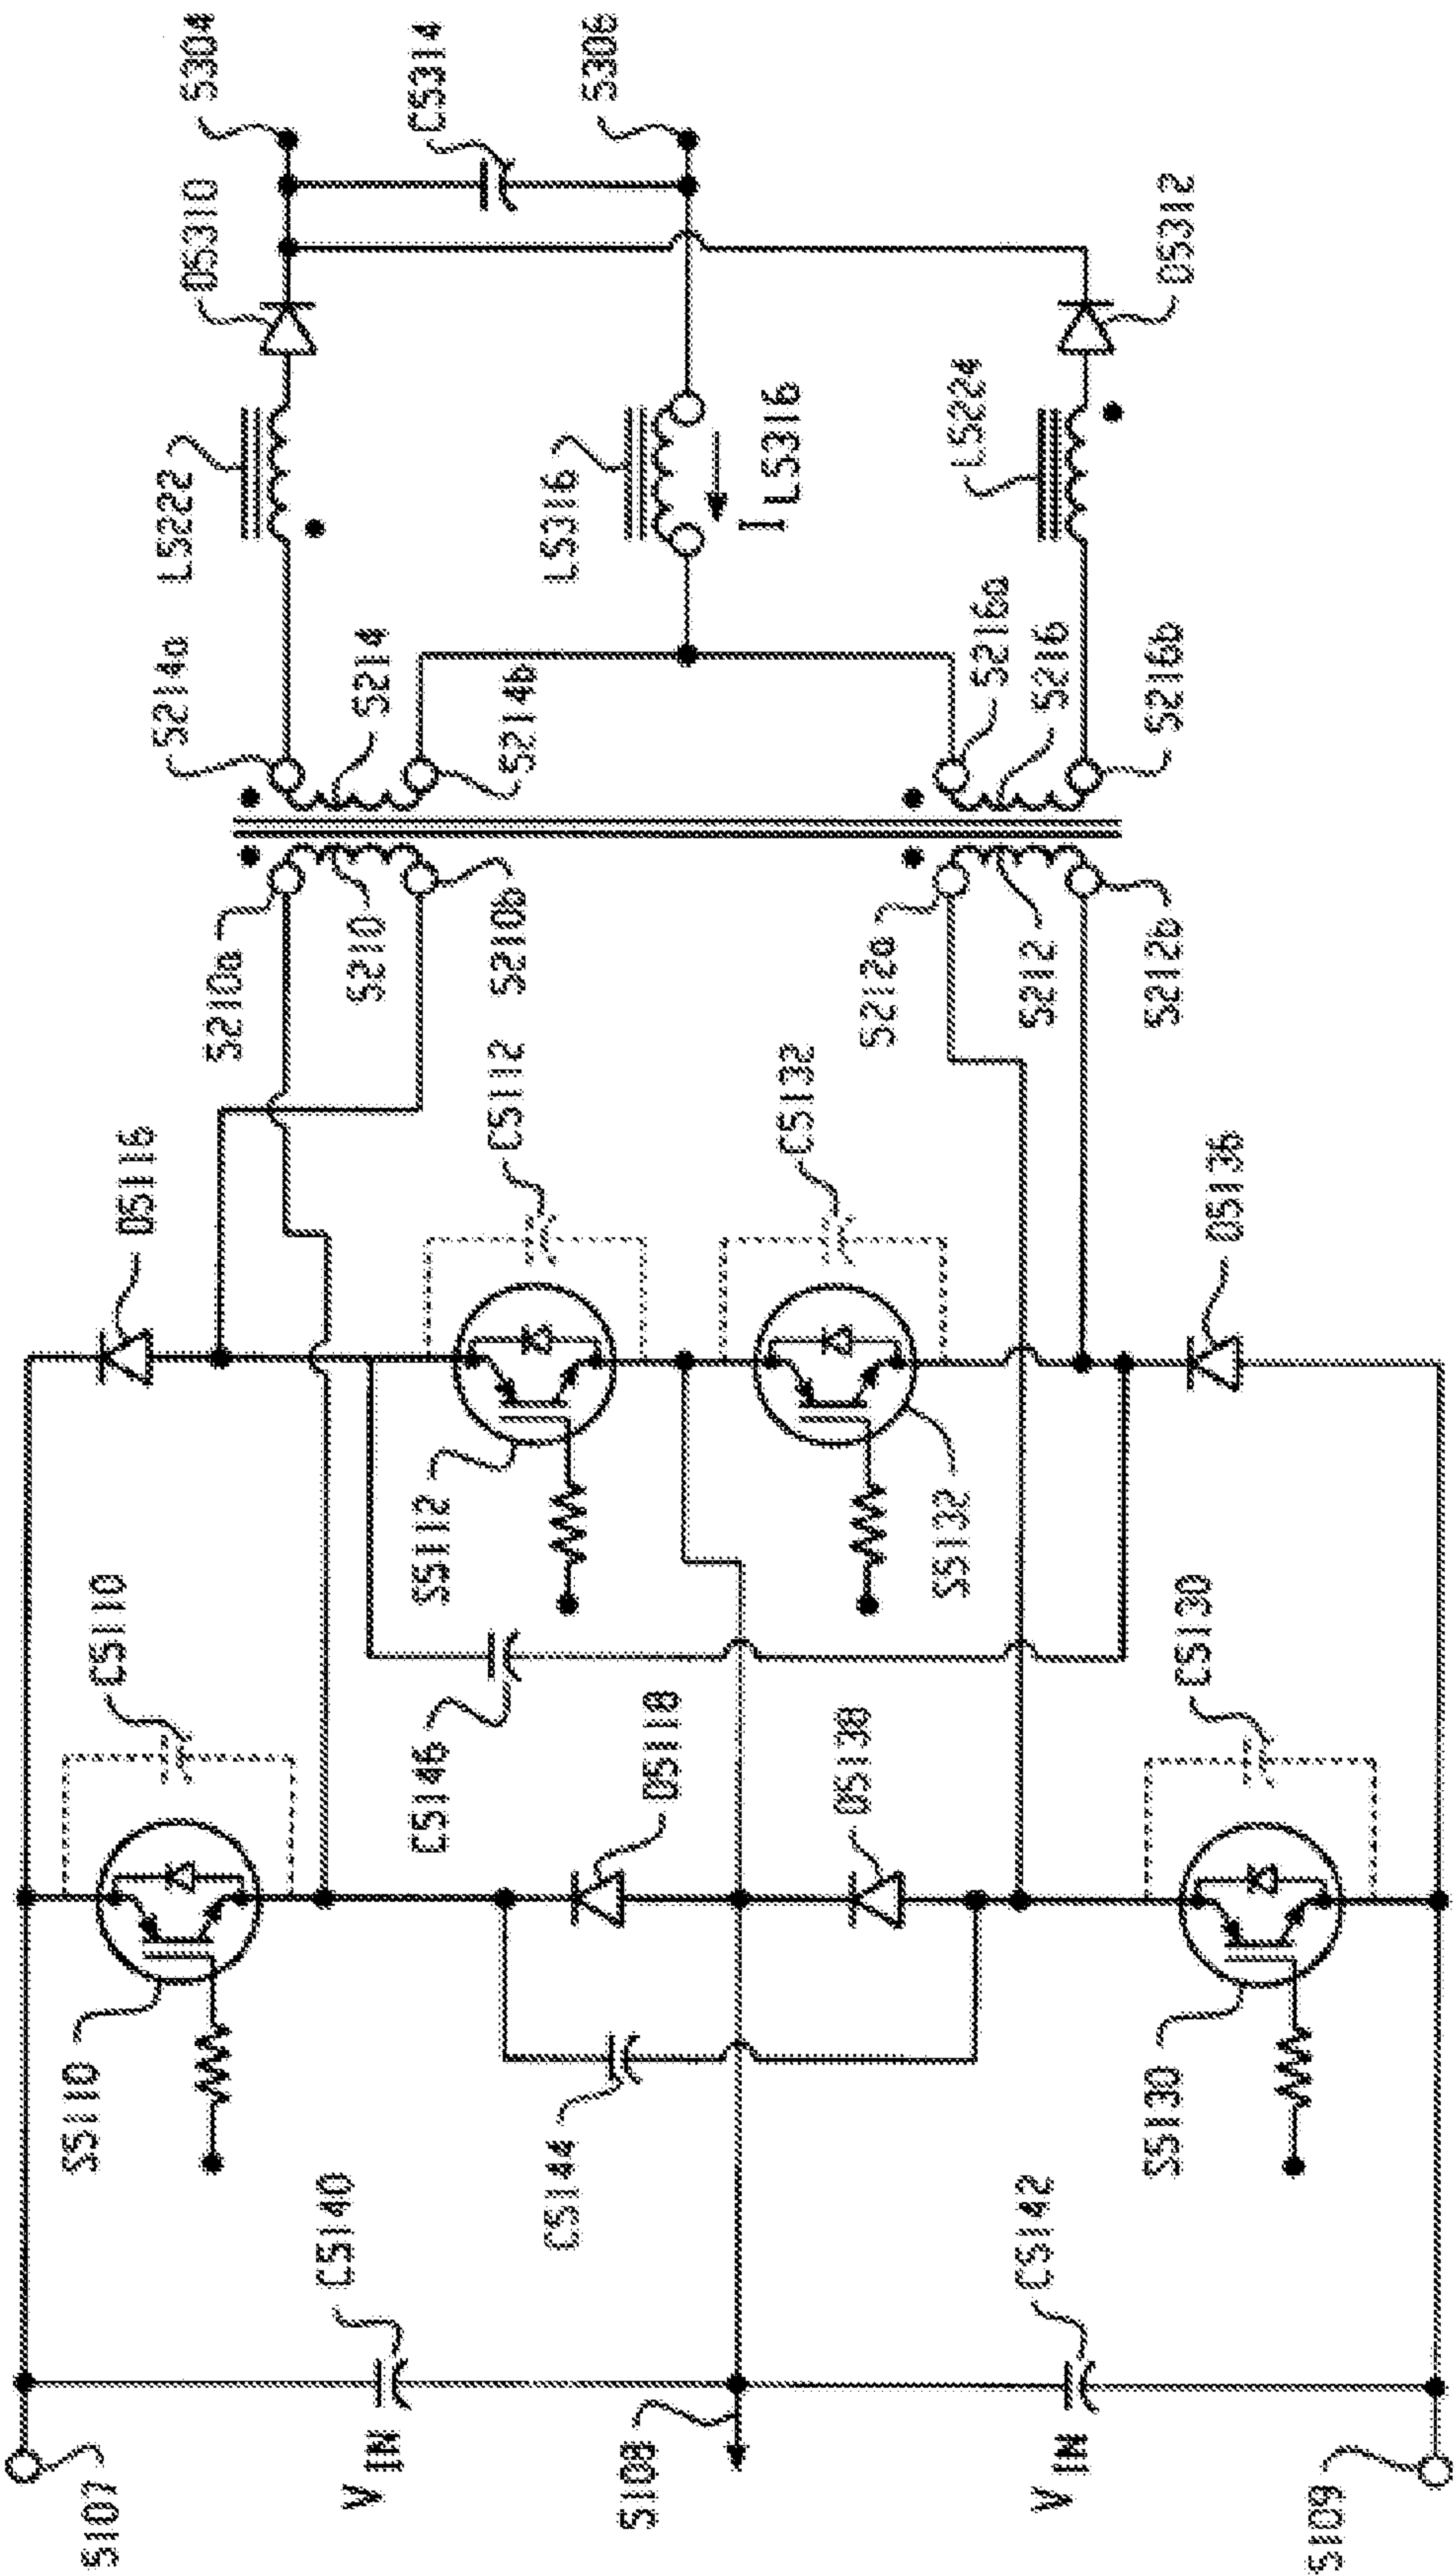 5304
C5314
5306
D5310
D5312
L5222
L5316
I L5316
L5224
5214a
5214
5214b
5216a
5216
5216b
5210a
5210
5210b
5212a
5212
5212b
D5116
C5112
C5132
D5136
S5112
S5132
C5110
C5130
C5146
D5118
D5138
S5110
S5130
C5144
C5140
C5142
V IN
V IN
5107
5108
5109